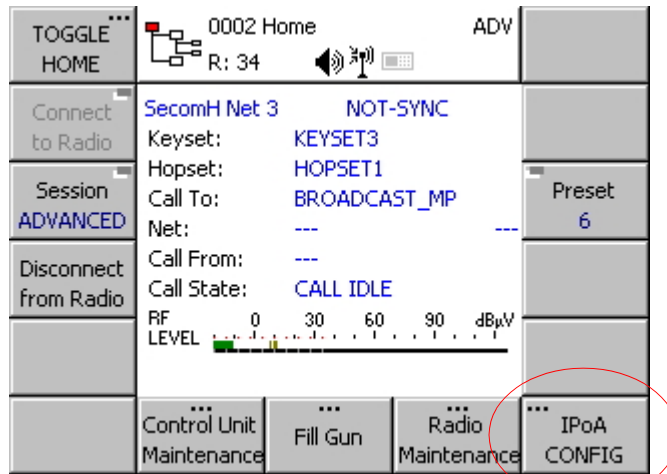 TOGGLE
HOME
0002 Home ADV
R: 34
Connect
to Radio
SecomH Net 3 NOT-SYNC
Keyset: KEYSET3
Hopset: HOPSET1
Session
ADVANCED
Call To: BROADCAST_MP
Preset
6
Net: --- ---
Call From: ---
Disconnect
from Radio
Call State: CALL IDLE
RF 0 30 60 90 dBµV
LEVEL
Control Unit
Maintenance
Fill Gun
Radio
Maintenance
IPoA
CONFIG